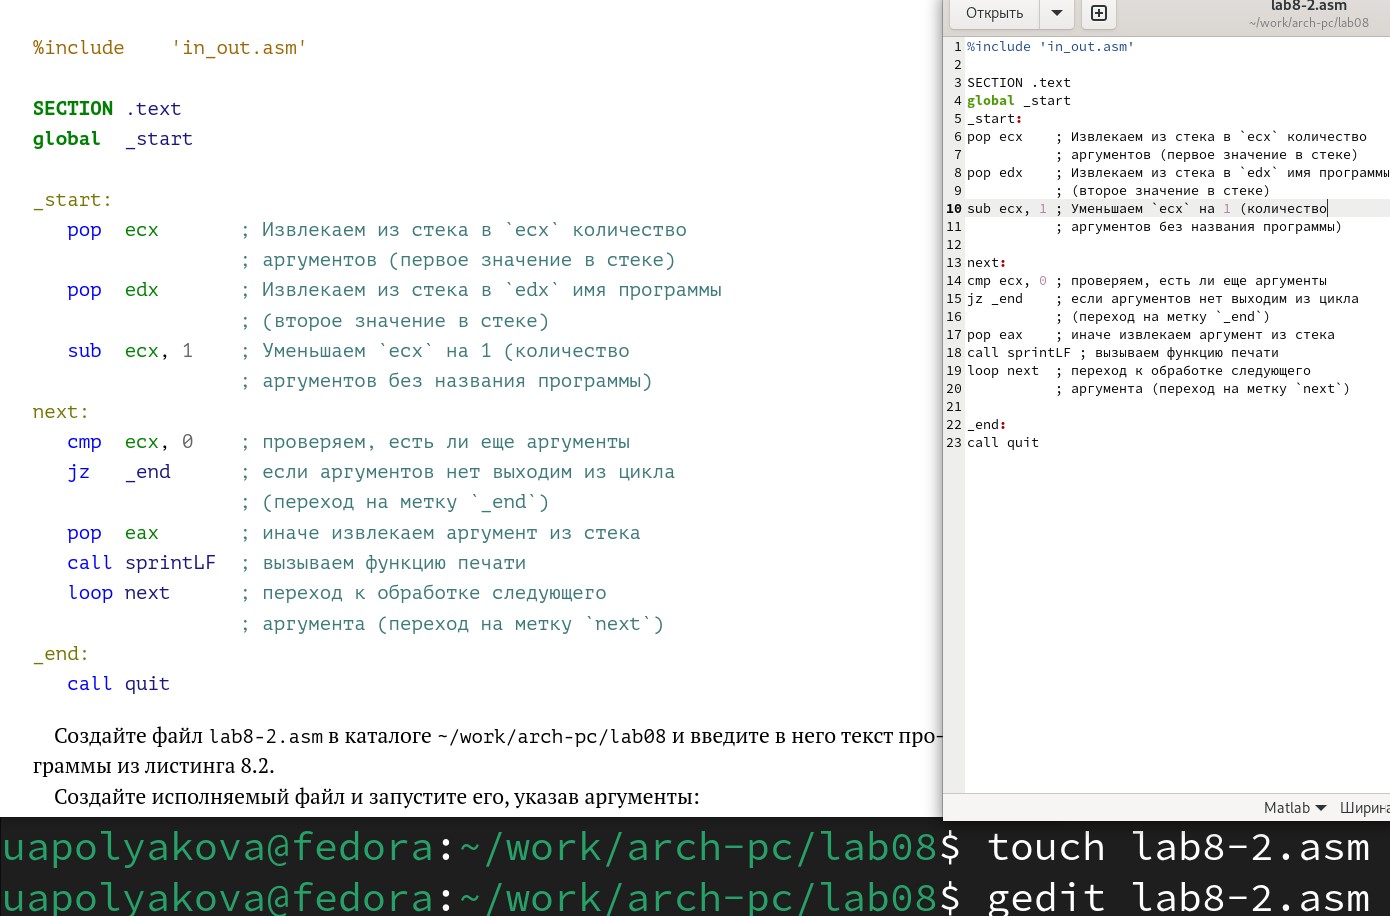 %include    'in_out.asm'
SECTION .text
global  _start
_start:
   pop  ecx       ; Извлекаем из стека в `ecx` количество
                  ; аргументов (первое значение в стеке)
   pop  edx       ; Извлекаем из стека в `edx` имя программы
                  ; (второе значение в стеке)
   sub  ecx, 1    ; Уменьшаем `ecx` на 1 (количество
                  ; аргументов без названия программы)
next:
   cmp  ecx, 0    ; проверяем, есть ли еще аргументы
   jz   _end      ; если аргументов нет выходим из цикла
                  ; (переход на метку `_end`)
   pop  eax       ; иначе извлекаем аргумент из стека
   call sprintLF  ; вызываем функцию печати
   loop next      ; переход к обработке следующего
                  ; аргумента (переход на метку `next`)
_end:
   call quit
Создайте файл lab8-2.asm в каталоге ~/work/arch-pc/lab08 и введите в него текст про-
граммы из листинга 8.2.
Создайте исполняемый файл и запустите его, указав аргументы:
Открыть
lab8-2.asm
~/work/arch-pc/lab08
1 %include 'in_out.asm'
2
3 SECTION .text
4 global _start
5 _start:
6 pop ecx    ; Извлекаем из стека в `ecx` количество
7            ; аргументов (первое значение в стеке)
8 pop edx    ; Извлекаем из стека в `edx` имя программы
9            ; (второе значение в стеке)
10 sub ecx, 1 ; Уменьшаем `ecx` на 1 (количество
11            ; аргументов без названия программы)
12
13 next:
14 cmp ecx, 0 ; проверяем, есть ли еще аргументы
15 jz _end    ; если аргументов нет выходим из цикла
16            ; (переход на метку `_end`)
17 pop eax    ; иначе извлекаем аргумент из стека
18 call sprintLF ; вызываем функцию печати
19 loop next  ; переход к обработке следующего
20            ; аргумента (переход на метку `next`)
21
22 _end:
23 call quit
Matlab Ширина
uapolyakova@fedora:~/work/arch-pc/lab08$ touch lab8-2.asm
uapolyakova@fedora:~/work/arch-pc/lab08$ gedit lab8-2.asm